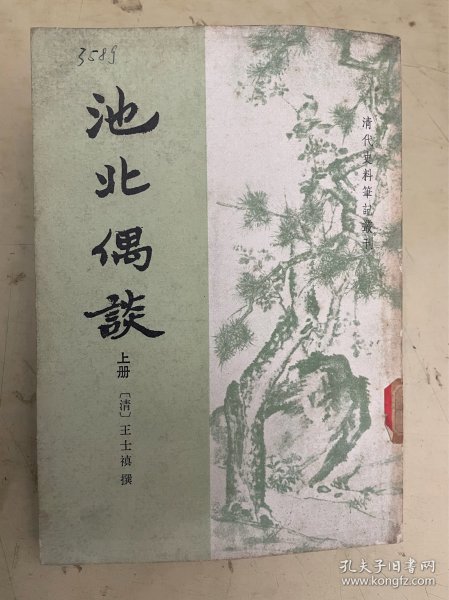 3589
池北偶談
上册
〔清〕王士禛 撰
清代史料筆記叢刊
孔夫子旧书网
www.kongfz.com